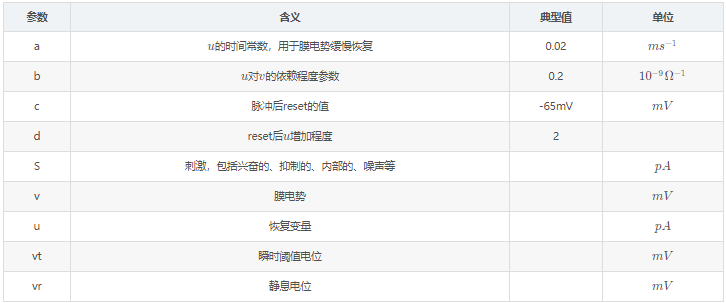 参数 含义 典型值 单位
a u的时间常数，用于膜电势缓慢恢复 0.02 ms⁻¹
b u对v的依赖程度参数 0.2 10⁻⁹Ω⁻¹
c 脉冲后reset的值 -65mV mV
d reset后u增加程度 2
S 刺激，包括兴奋的、抑制的、内部的、噪声等 pA
v 膜电势 mV
u 恢复变量 pA
vt 瞬时阈值电位 mV
vr 静息电位 mV